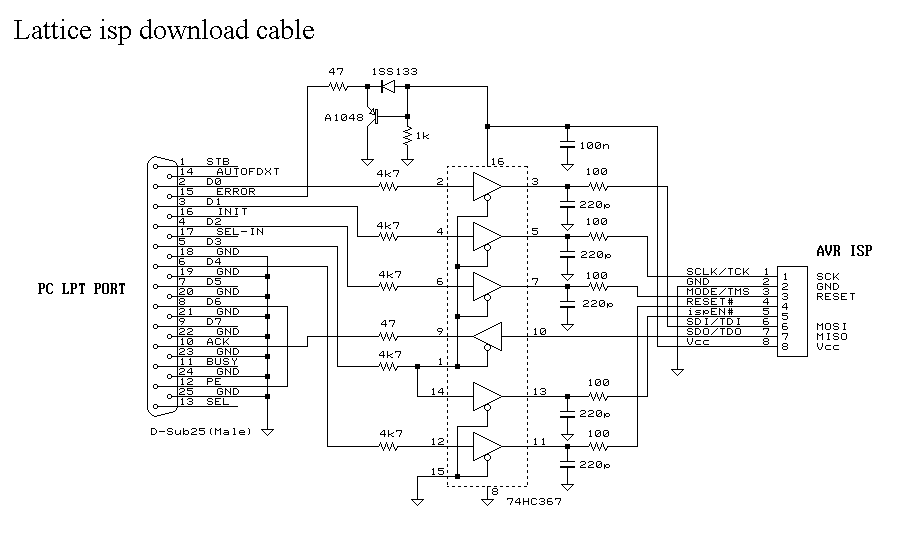 Lattice isp download cable
47
1SS133
A1048
1k
100n
16
1 STB
14 AUTOFDXT
2 D0
15 ERROR
3 D1
16 INIT
4 D2
17 SEL-IN
5 D3
18 GND
6 D4
19 GND
7 D5
20 GND
8 D6
21 GND
9 D7
22 GND
10 ACK
23 GND
11 BUSY
24 GND
12 PE
25 GND
13 SEL
PC LPT PORT
D-Sub25(Male)
4k7 2 3 100
220p
4k7 4 5 100
220p
4k7 6 7 100
220p
47 9 10
4k7 1
14 13 100
220p
4k7 12 11 100
220p
15
8
74HC367
AVR ISP
SCLK/TCK 1 1 SCK
GND 2 2 GND
MODE/TMS 3 3 RESET
RESET# 4 4
ispEN# 5 5
SDI/TDI 6 6 MOSI
SDO/TDO 7 7 MISO
Vcc 8 8 Vcc